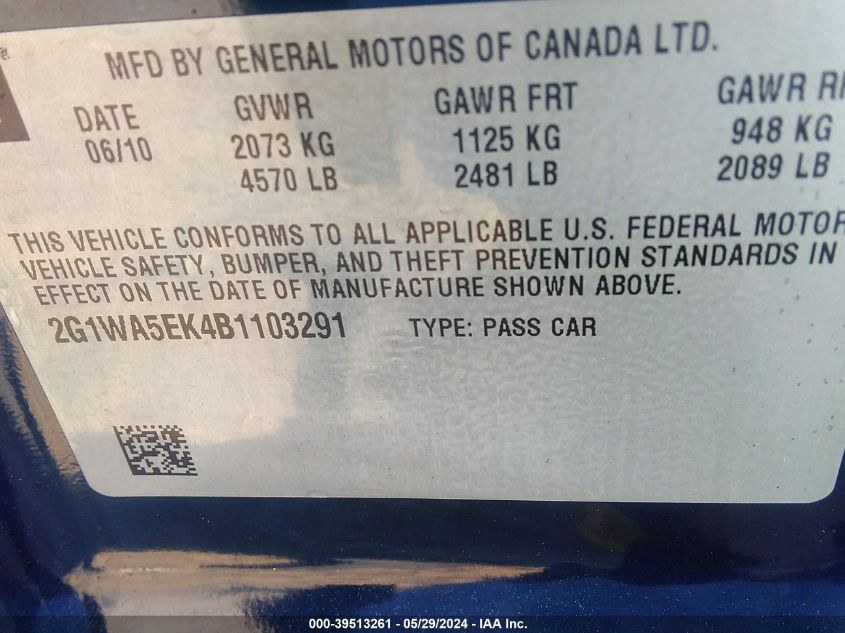 MFD BY GENERAL MOTORS OF CANADA LTD.
DATE GVWR GAWR FRT GAWR
06/10 2073 KG 1125 KG 948 KG
4570 LB 2481 LB 2089 LB
THIS VEHICLE CONFORMS TO ALL APPLICABLE U.S. FEDERAL MOTOR
VEHICLE SAFETY, BUMPER, AND THEFT PREVENTION STANDARDS IN
EFFECT ON THE DATE OF MANUFACTURE SHOWN ABOVE.
2G1WA5EK4B1103291 TYPE: PASS CAR
000-39513261 - 05/29/2024 - IAA Inc.